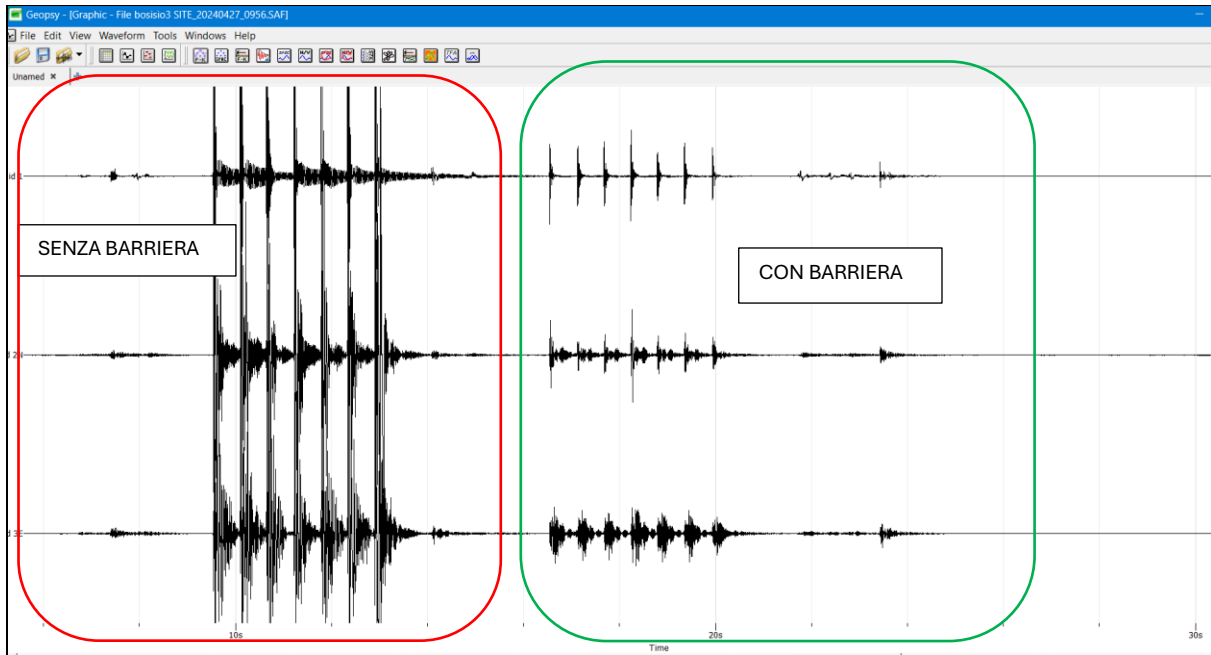 Geopsy - [Graphic - File bosisio3 SITE_20240427_0956.SAF]
File Edit View Waveform Tools Windows Help
Unamed
SENZA BARRIERA
CON BARRIERA
10s
20s
30s
Time